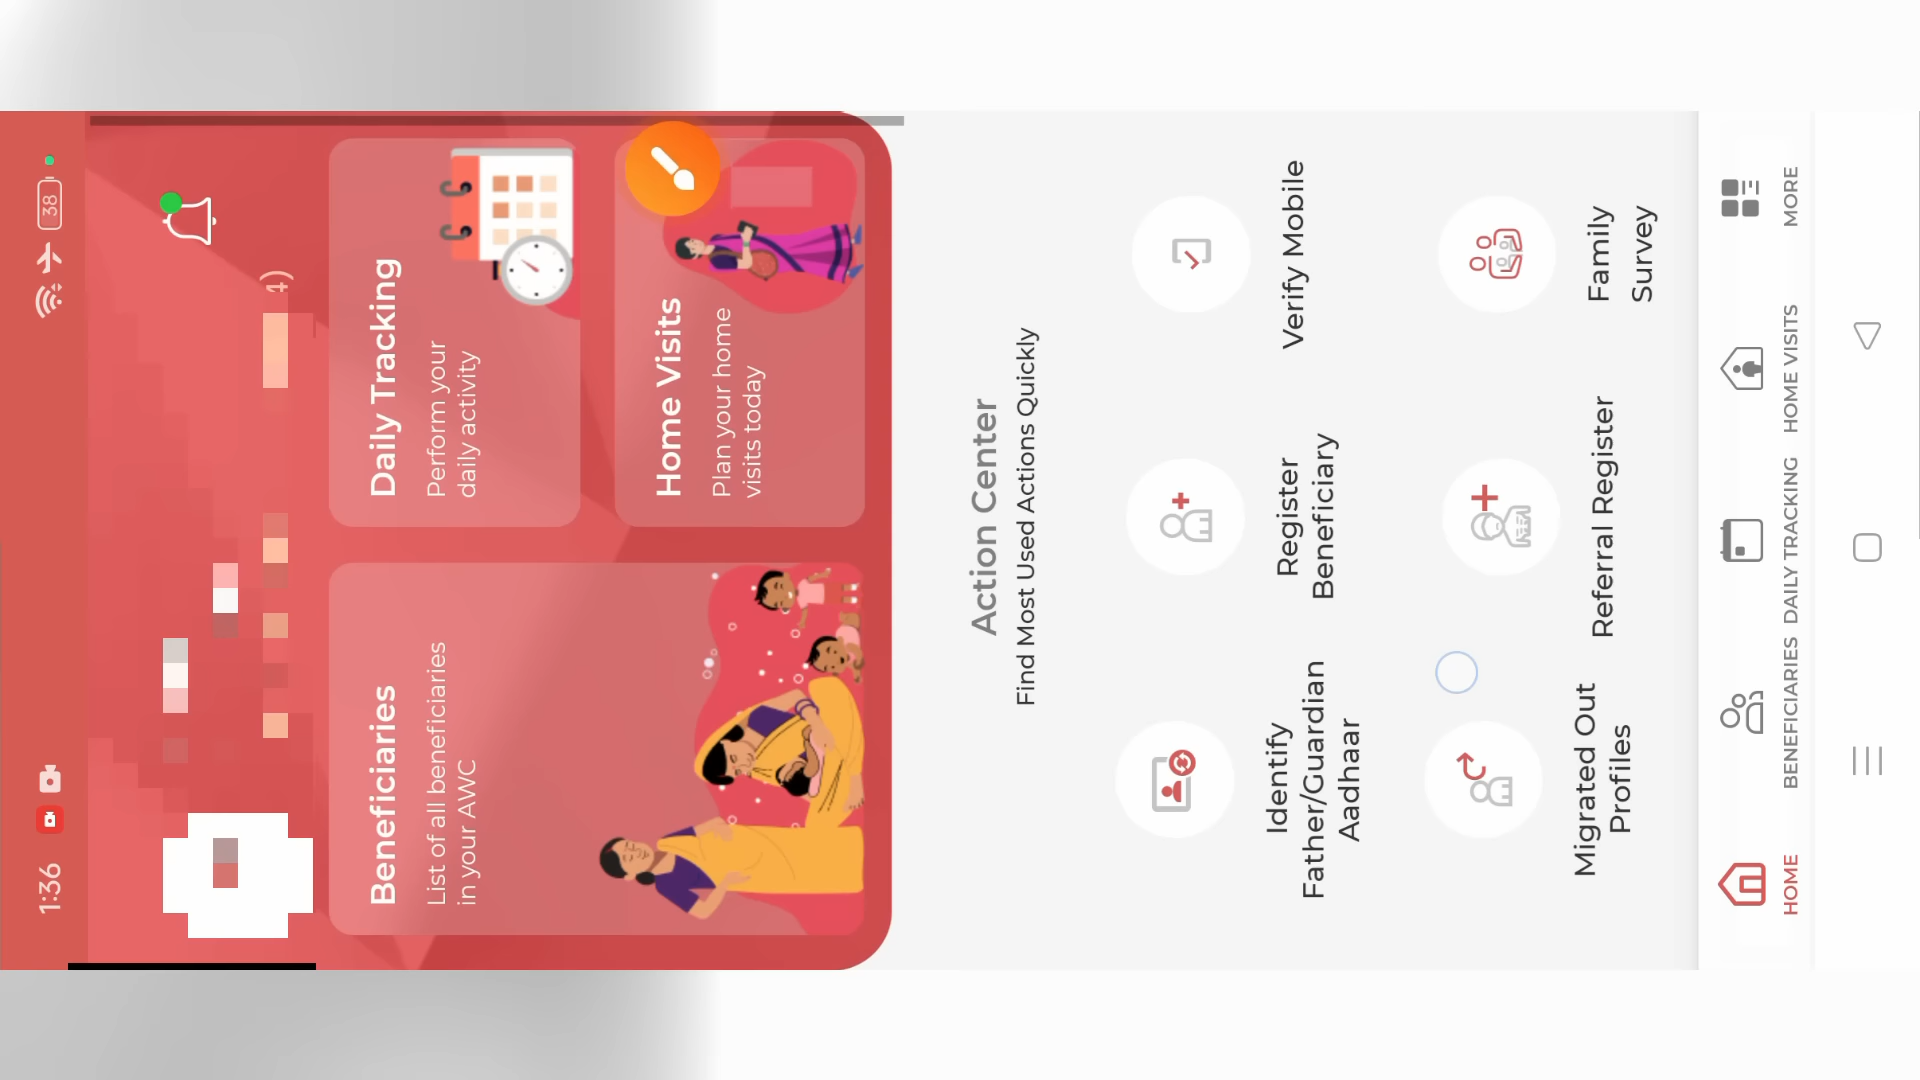 1:36
38
4)
Beneficiaries
List of all beneficiaries
in your AWC
Daily Tracking
Perform your
daily activity
Home Visits
Plan your home
visits today
Action Center
Find Most Used Actions Quickly
Identify
Father/Guardian
Aadhaar
Register
Beneficiary
Verify Mobile
Migrated Out
Profiles
Referral Register
Family
Survey
HOME
BENEFICIARIES
DAILY TRACKING
HOME VISITS
MORE